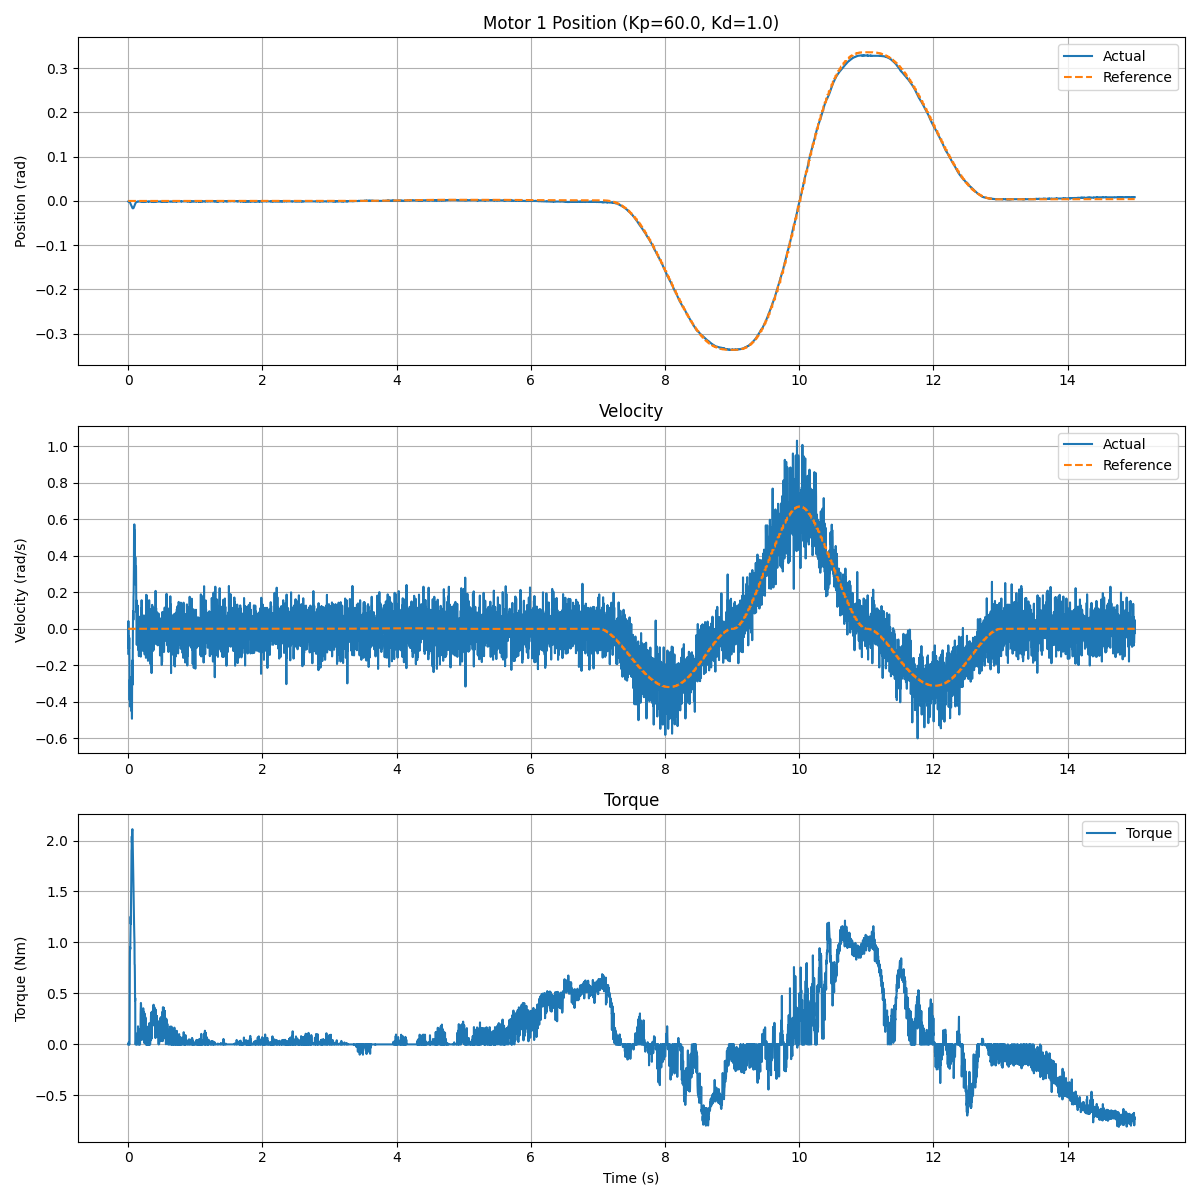 Motor 1 Position (Kp=60.0, Kd=1.0)
Actual
Reference
Position (rad)
0.3
0.2
0.1
0.0
−0.1
−0.2
−0.3
0 2 4 6 8 10 12 14
Velocity
Actual
Reference
Velocity (rad/s)
1.0
0.8
0.6
0.4
0.2
0.0
−0.2
−0.4
−0.6
0 2 4 6 8 10 12 14
Torque
Torque
Torque (Nm)
2.0
1.5
1.0
0.5
0.0
−0.5
0 2 4 6 8 10 12 14
Time (s)